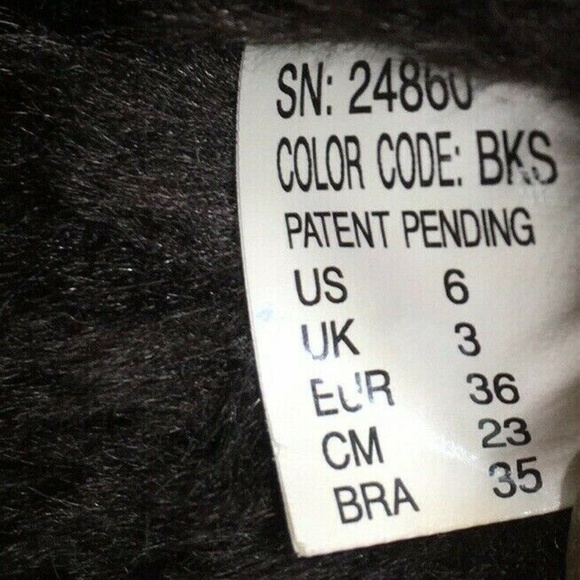 SN: 24860
COLOR CODE: BKS
PATENT PENDING
US 6
UK 3
EUR 36
CM 23
BRA 35